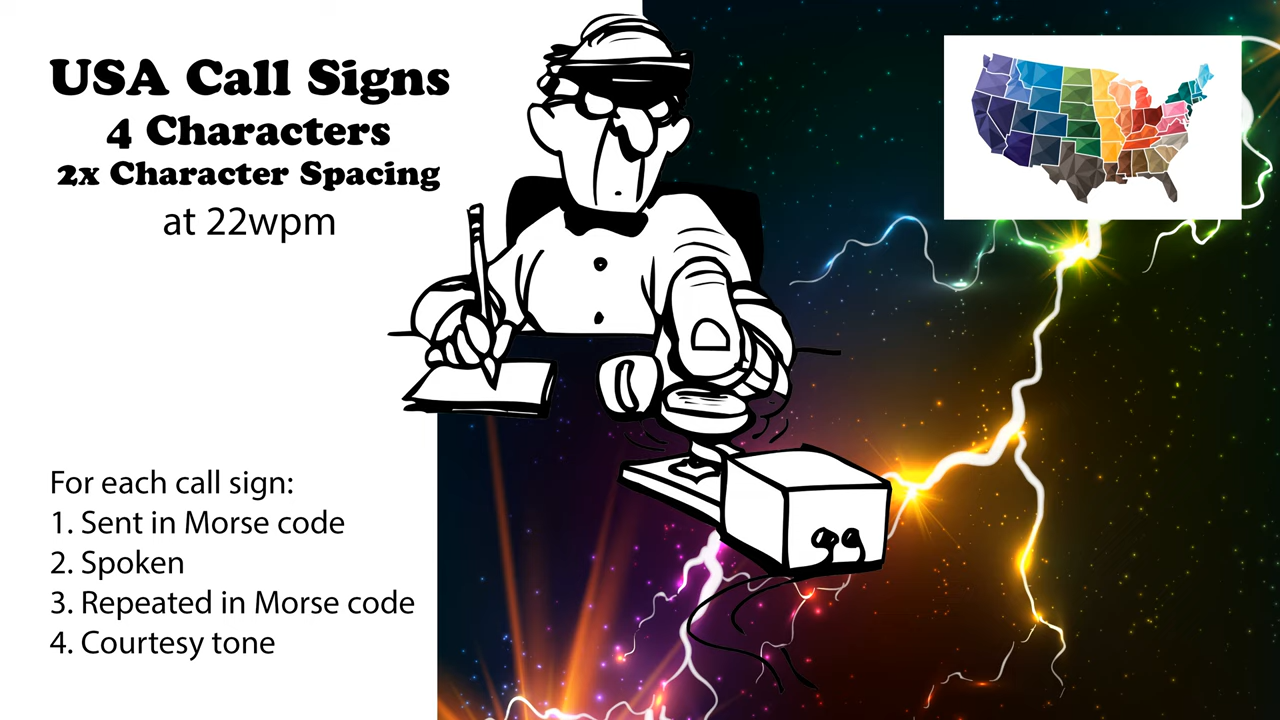 USA Call Signs
4 Characters
2x Character Spacing
at 22wpm
For each call sign:
1. Sent in Morse code
2. Spoken
3. Repeated in Morse code
4. Courtesy tone